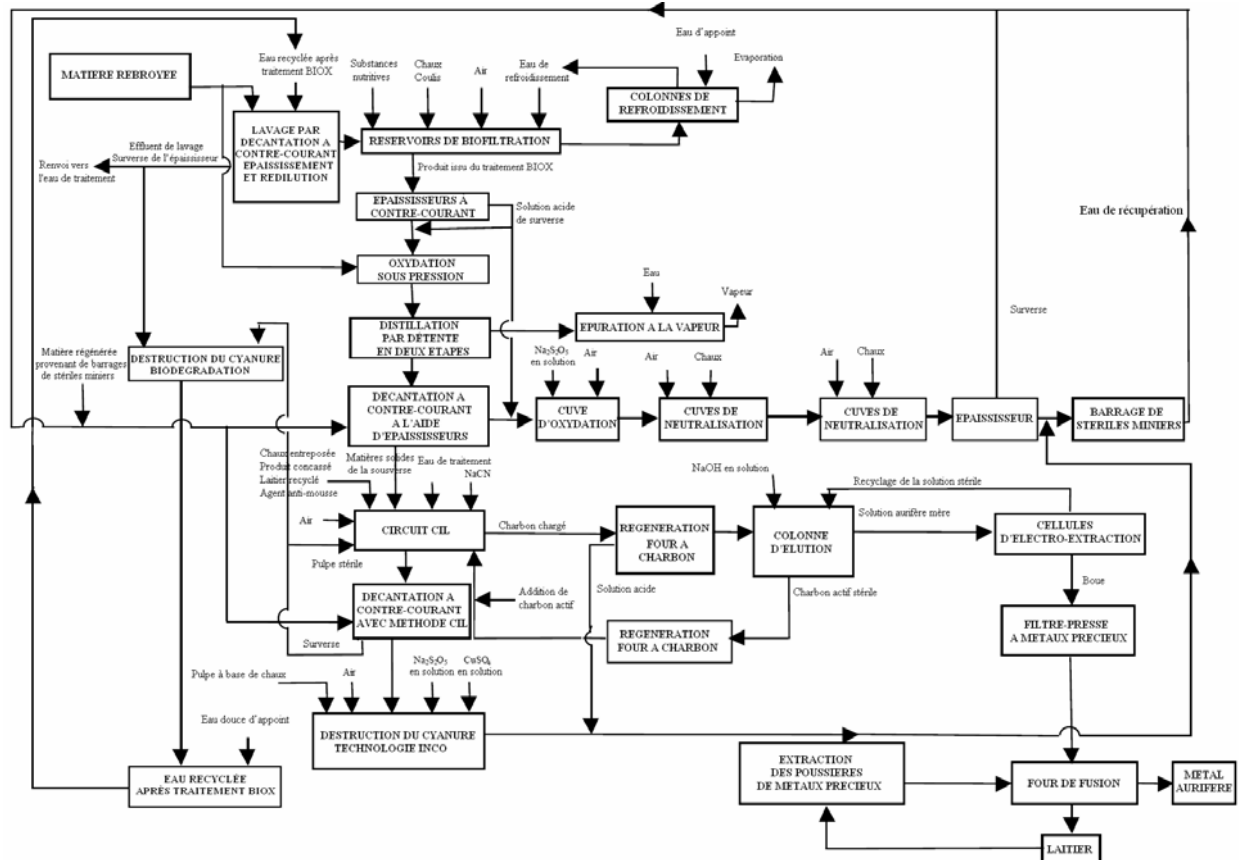 Eau d'appoint
Eau recyclée après
traitement BIOX
Substances
nutritives
Chaux
Coulis
Air
Eau de
refroidissement
Evaporation
MATIERE REBROYEE
COLONNES DE
REFROIDISSEMENT
LAVAGE PAR
DECANTATION A
CONTRE-COURANT
EPAISSISSEMENT
ET REDILUTION
RESERVOIRS DE BIOFILTRATION
Effluent de lavage
Surverse de l'épaississeur
Renvoi vers
l'eau de traitement
Produit issu du traitement BIOX
EPAISSISSEURS A
CONTRE-COURANT
Solution acide
de surverse
Eau de récupération
OXYDATION
SOUS PRESSION
Eau
Vapeur
Surverse
DISTILLATION
PAR DÉTENTE
EN DEUX ETAPES
EPURATION A LA VAPEUR
Matière régénérée
provenant de barrages
de stériles miniers
DESTRUCTION DU CYANURE
BIODEGRADATION
Na₂S₂O₅
en solution
Air
Air
Chaux
Air
Chaux
DECANTATION A
CONTRE-COURANT
A L'AIDE
D'EPAISSISSEURS
CUVE
D'OXYDATION
CUVES DE
NEUTRALISATION
CUVES DE
NEUTRALISATION
EPAISSISSEUR
BARRAGE DE
STERILES MINIERS
Chaux entreposée
Produit concassé
Laitier recyclé
Agent anti-mousse
Matières solides
de la sousverse
Eau de traitement
NaCN
NaOH en solution
Recyclage de la solution stérile
Air
CIRCUIT CIL
Charbon chargé
REGENERATION
FOUR A
CHARBON
COLONNE
D'ELUTION
Solution aurifère mère
CELLULES
D'ELECTRO-EXTRACTION
Pulpe stérile
Solution acide
Charbon actif stérile
Boue
DECANTATION A
CONTRE-COURANT
AVEC METHODE CIL
Addition de
charbon actif
FILTRE-PRESSE
A METAUX PRECIEUX
REGENERATION
FOUR A CHARBON
Surverse
Pulpe à base de chaux
Air
Na₂S₂O₅
en solution
CuSO₄
en solution
Eau douce d'appoint
DESTRUCTION DU CYANURE
TECHNOLOGIE INCO
EAU RECYCLÉE
APRÈS TRAITEMENT BIOX
EXTRACTION
DES POUSSIERES
DE METAUX PRECIEUX
FOUR DE FUSION
METAL
AURIFERE
LAITIER